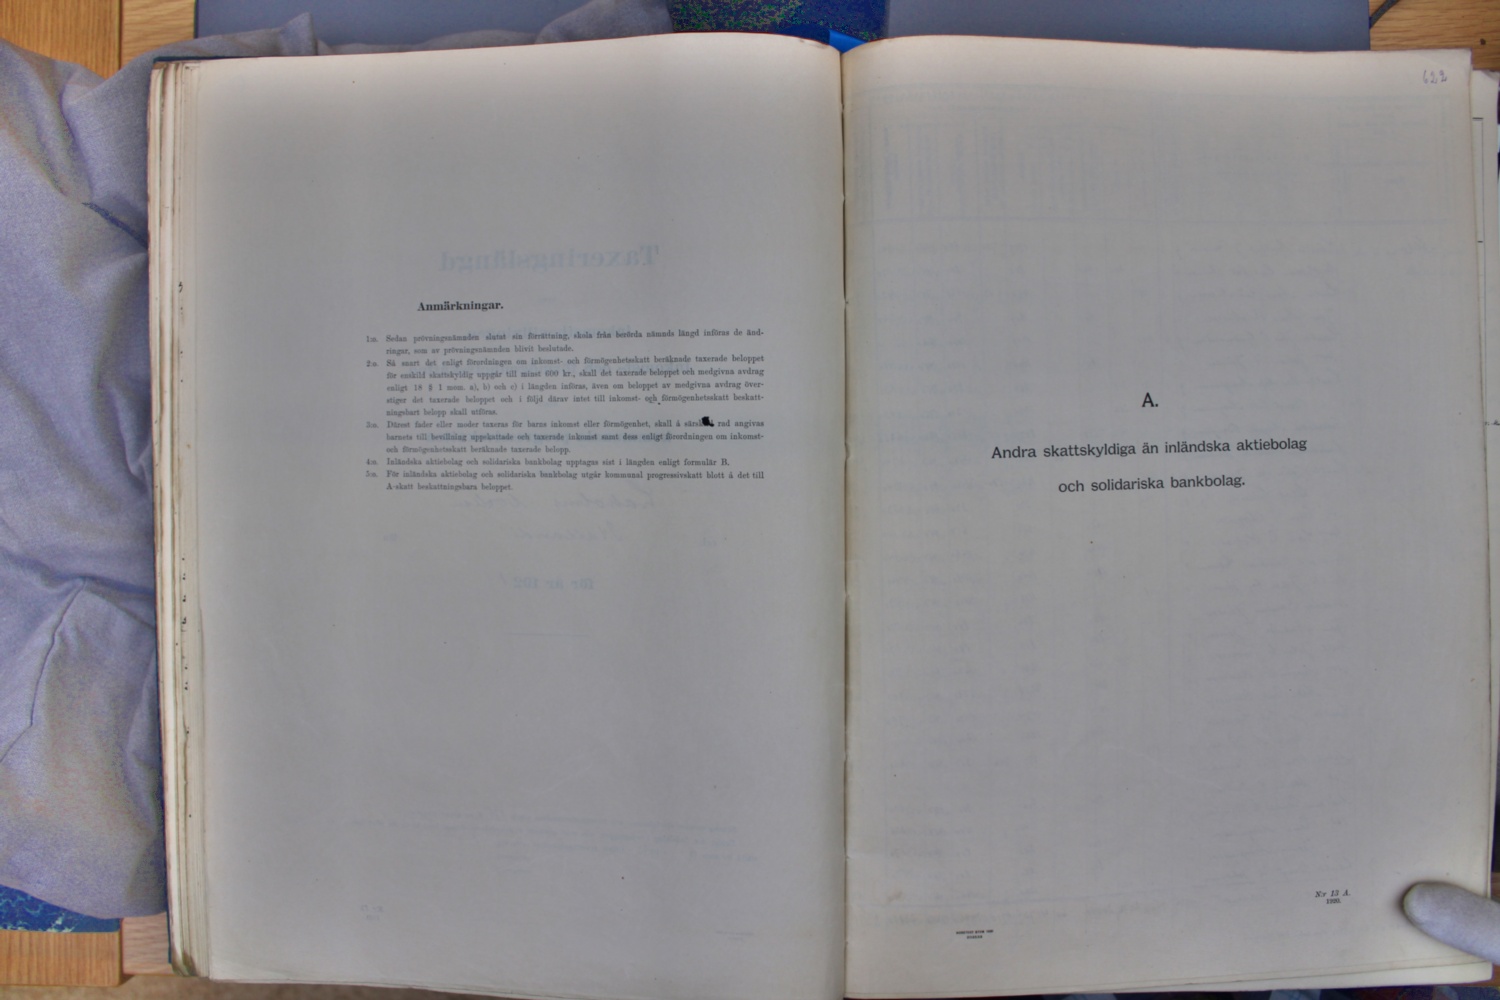 Anmärkningar.
1:o. Sedan prövningsnämnden slutat sin förrättning, skola från berörda nämnds längd införas de änd-
ringar, som av prövningsnämnden blivit beslutade.
2:o. Så snart det enligt förordningen om inkomst- och förmögenhetsskatt beräknade taxerade beloppet
för enskild skattskyldig uppgår till minst 600 kr., skall det taxerade beloppet och medgivna avdrag
enligt 18 § 1 mom. a), b) och c) i längden införas, även om beloppet av medgivna avdrag över-
stiger det taxerade beloppet och i följd därav intet till inkomst- och förmögenhetsskatt beskatt-
ningsbart belopp skall utföras.
3:o. Därest fader eller moder taxeras för barns inkomst eller förmögenhet, skall å rad angivas
barnets till bevillning uppskattade och taxerade inkomst samt dess enligt förordningen om inkomst-
och förmögenhetsskatt beräknade taxerade belopp.
4:o. Inländska aktiebolag och solidariska bankbolag upptagas sist i längden enligt formulär B.
5:o. För inländska aktiebolag och solidariska bankbolag utgår kommunal progressivskatt blott å det till
A-skatt beskattningsbara beloppet.
622
A.
Andra skattskyldiga än inländska aktiebolag
och solidariska bankbolag.
N:r 13 A.
1920.